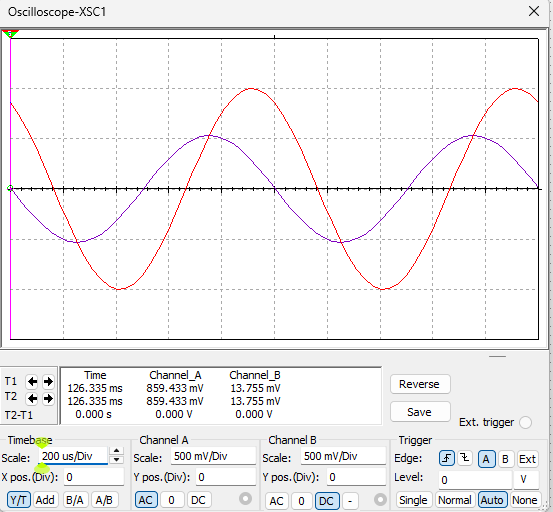 Oscilloscope-XSC1
Time Channel_A Channel_B
T1 126.335 ms 859.433 mV 13.755 mV
T2 126.335 ms 859.433 mV 13.755 mV
T2-T1 0.000 s 0.000 V 0.000 V
Reverse
Save
Ext. trigger
Timebase Channel A Channel B Trigger
Scale: 200 us/Div Scale: 500 mV/Div Scale: 500 mV/Div Edge: A B Ext
X pos.(Div): 0 Y pos.(Div): 0 Y pos.(Div): 0 Level: 0 V
Y/T Add B/A A/B AC 0 DC AC 0 DC - Single Normal Auto None